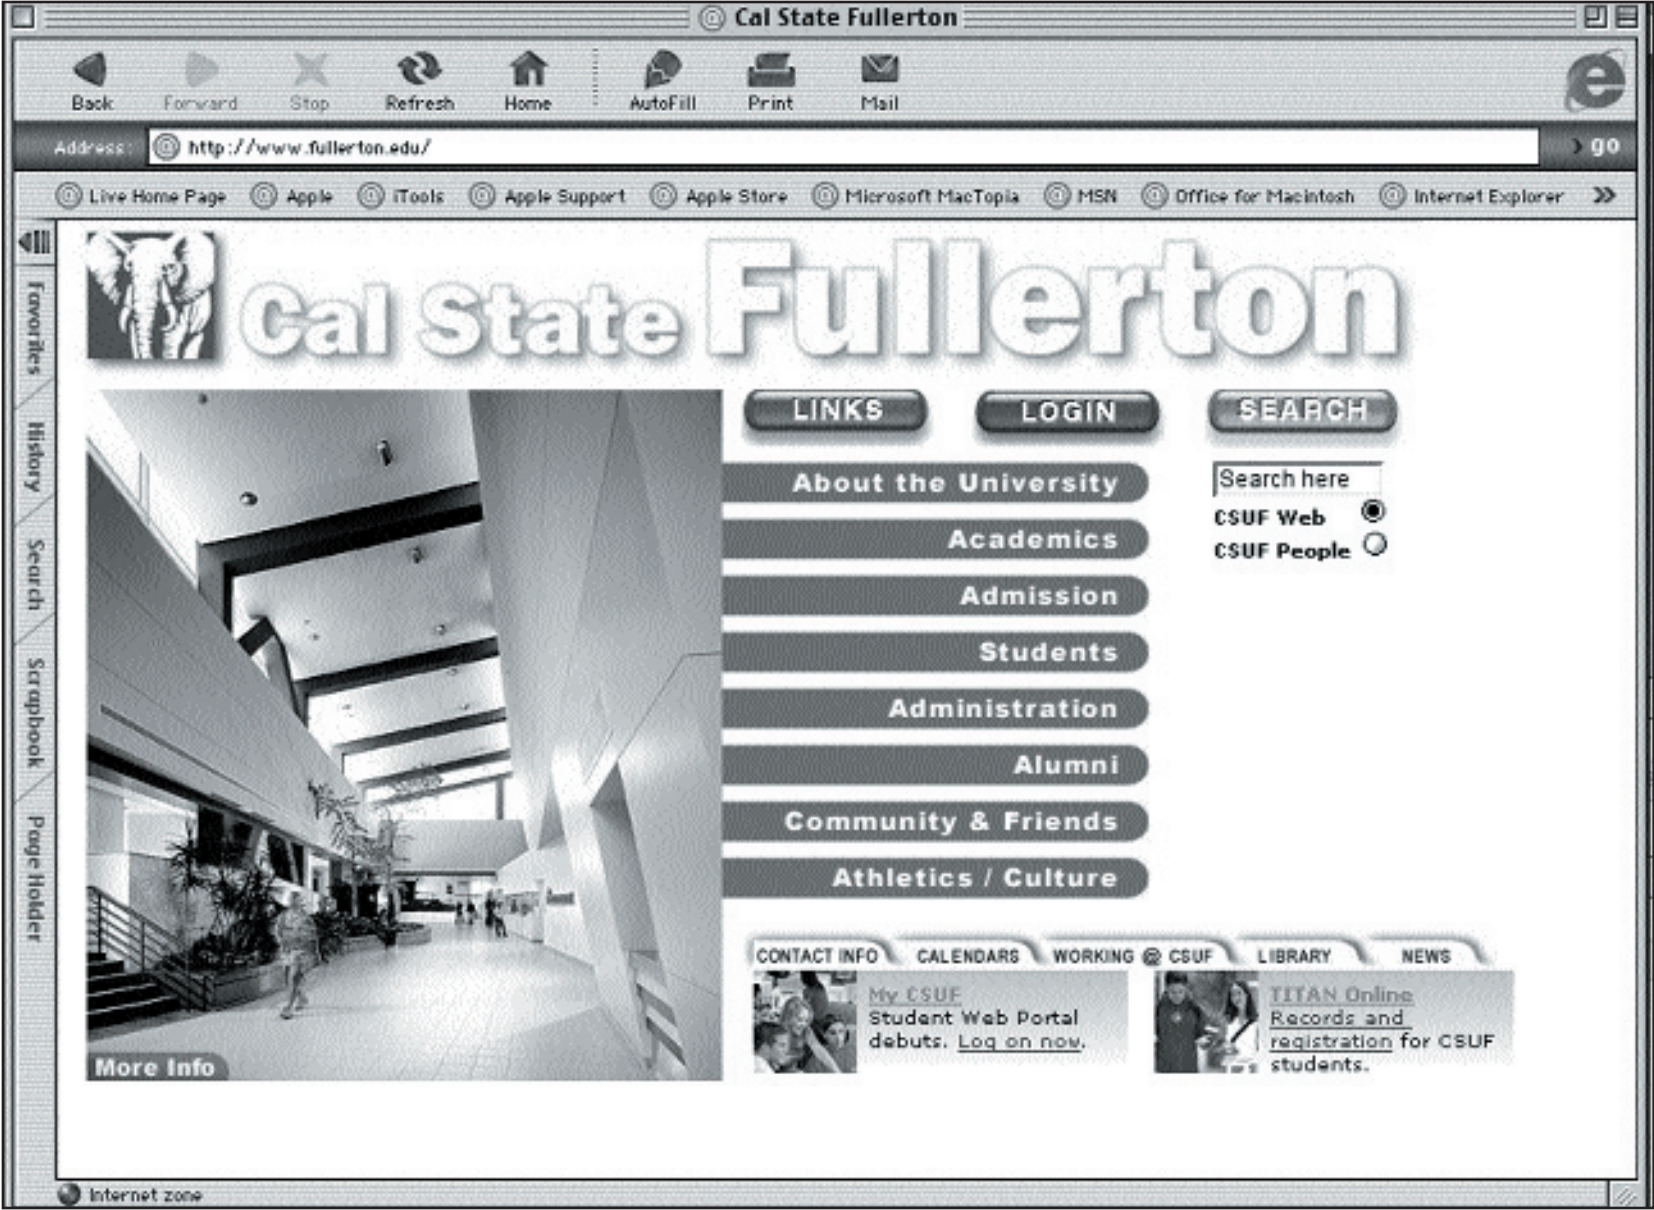 Cal State Fullerton
Back Forward Stop Refresh Home AutoFill Print Mail
Address: http://www.fullerton.edu/ go
Live Home Page Apple iTools Apple Support Apple Store Microsoft MacTopia MSN Office for Macintosh Internet Explorer
Favorites
History
Search
Scrapbook
Page Holder
Cal State Fullerton
LINKS LOGIN SEARCH
About the University
Academics
Admission
Students
Administration
Alumni
Community & Friends
Athletics / Culture
Search here
CSUF Web
CSUF People
CONTACT INFO CALENDARS WORKING @ CSUF LIBRARY NEWS
My CSUF
Student Web Portal
debuts. Log on now.
TITAN Online
Records and
registration for CSUF
students.
More Info
Internet zone